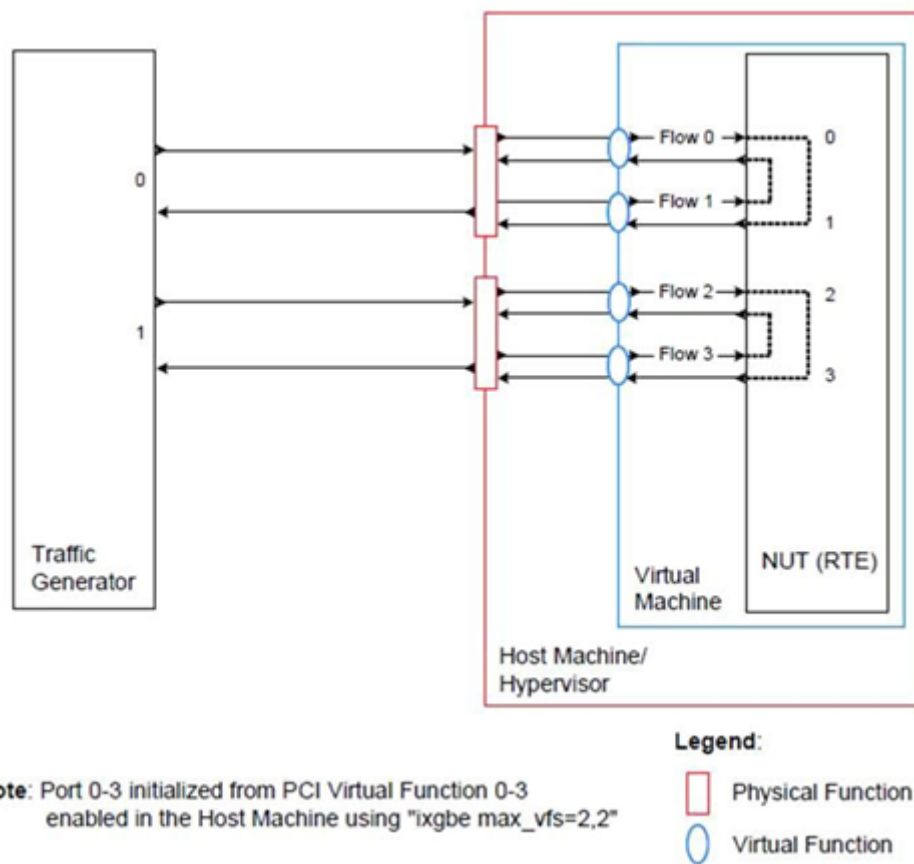 0
1
Traffic
Generator
Flow 0
0
Flow 1
1
Flow 2
2
Flow 3
3
NUT (RTE)
Virtual
Machine
Host Machine/
Hypervisor
Legend:
ote: Port 0-3 initialized from PCI Virtual Function 0-3
enabled in the Host Machine using "ixgbe max_vfs=2,2"
Physical Function
Virtual Function